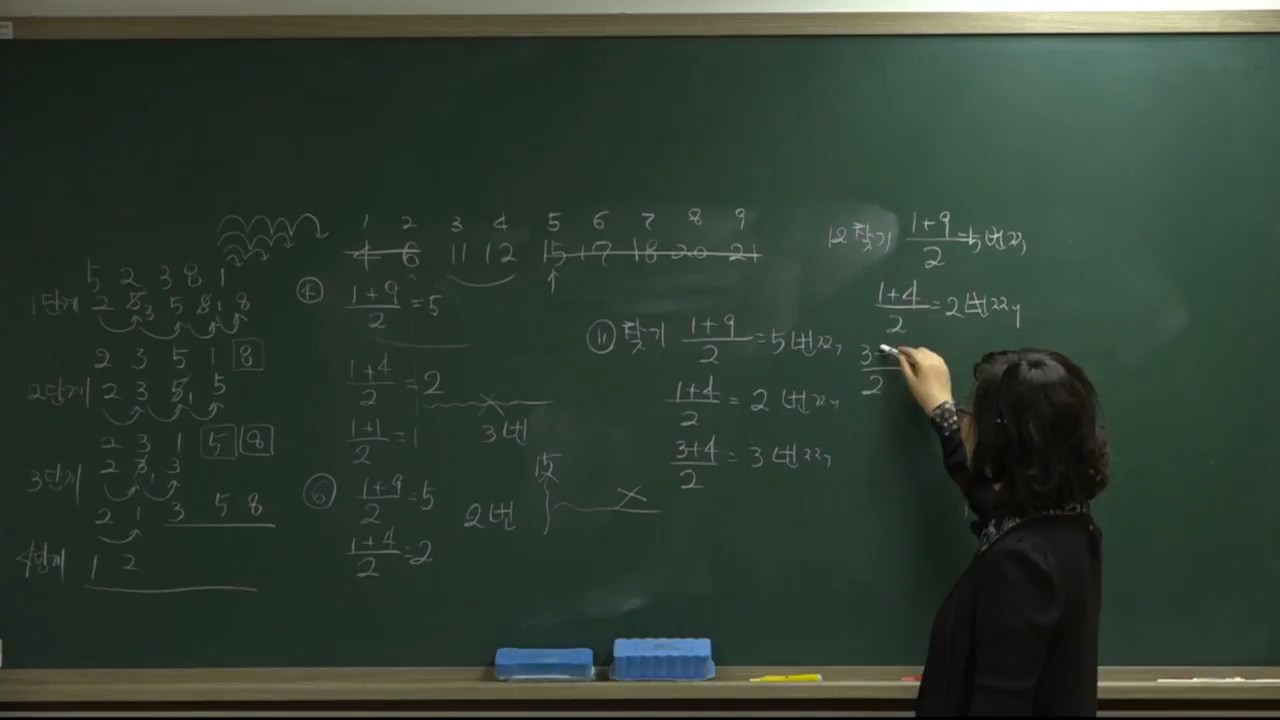 5 2 3 8 1
1단계 2 5 3 5 8 1 8
2 3 5 1 8
2단계 2 3 5 1 5
2 3 1 5 8
3단계 2 3 1 3
2 1 3 5 8
4단계 1 2
1 2 3 4 5 6 7 8 9
4 6 11 12 15 17 18 20 21
④ (1+9)/2 = 5
(1+4)/2 = 2
(1+1)/2 = 1
3번
⑥ (1+9)/2 = 5
(1+4)/2 = 2
2번
15
⑪ 찾기 (1+9)/2 = 5번째
(1+4)/2 = 2번째
(3+4)/2 = 3번째
12 찾기 (1+9)/2 = 5번째
(1+4)/2 = 2번째
3/2